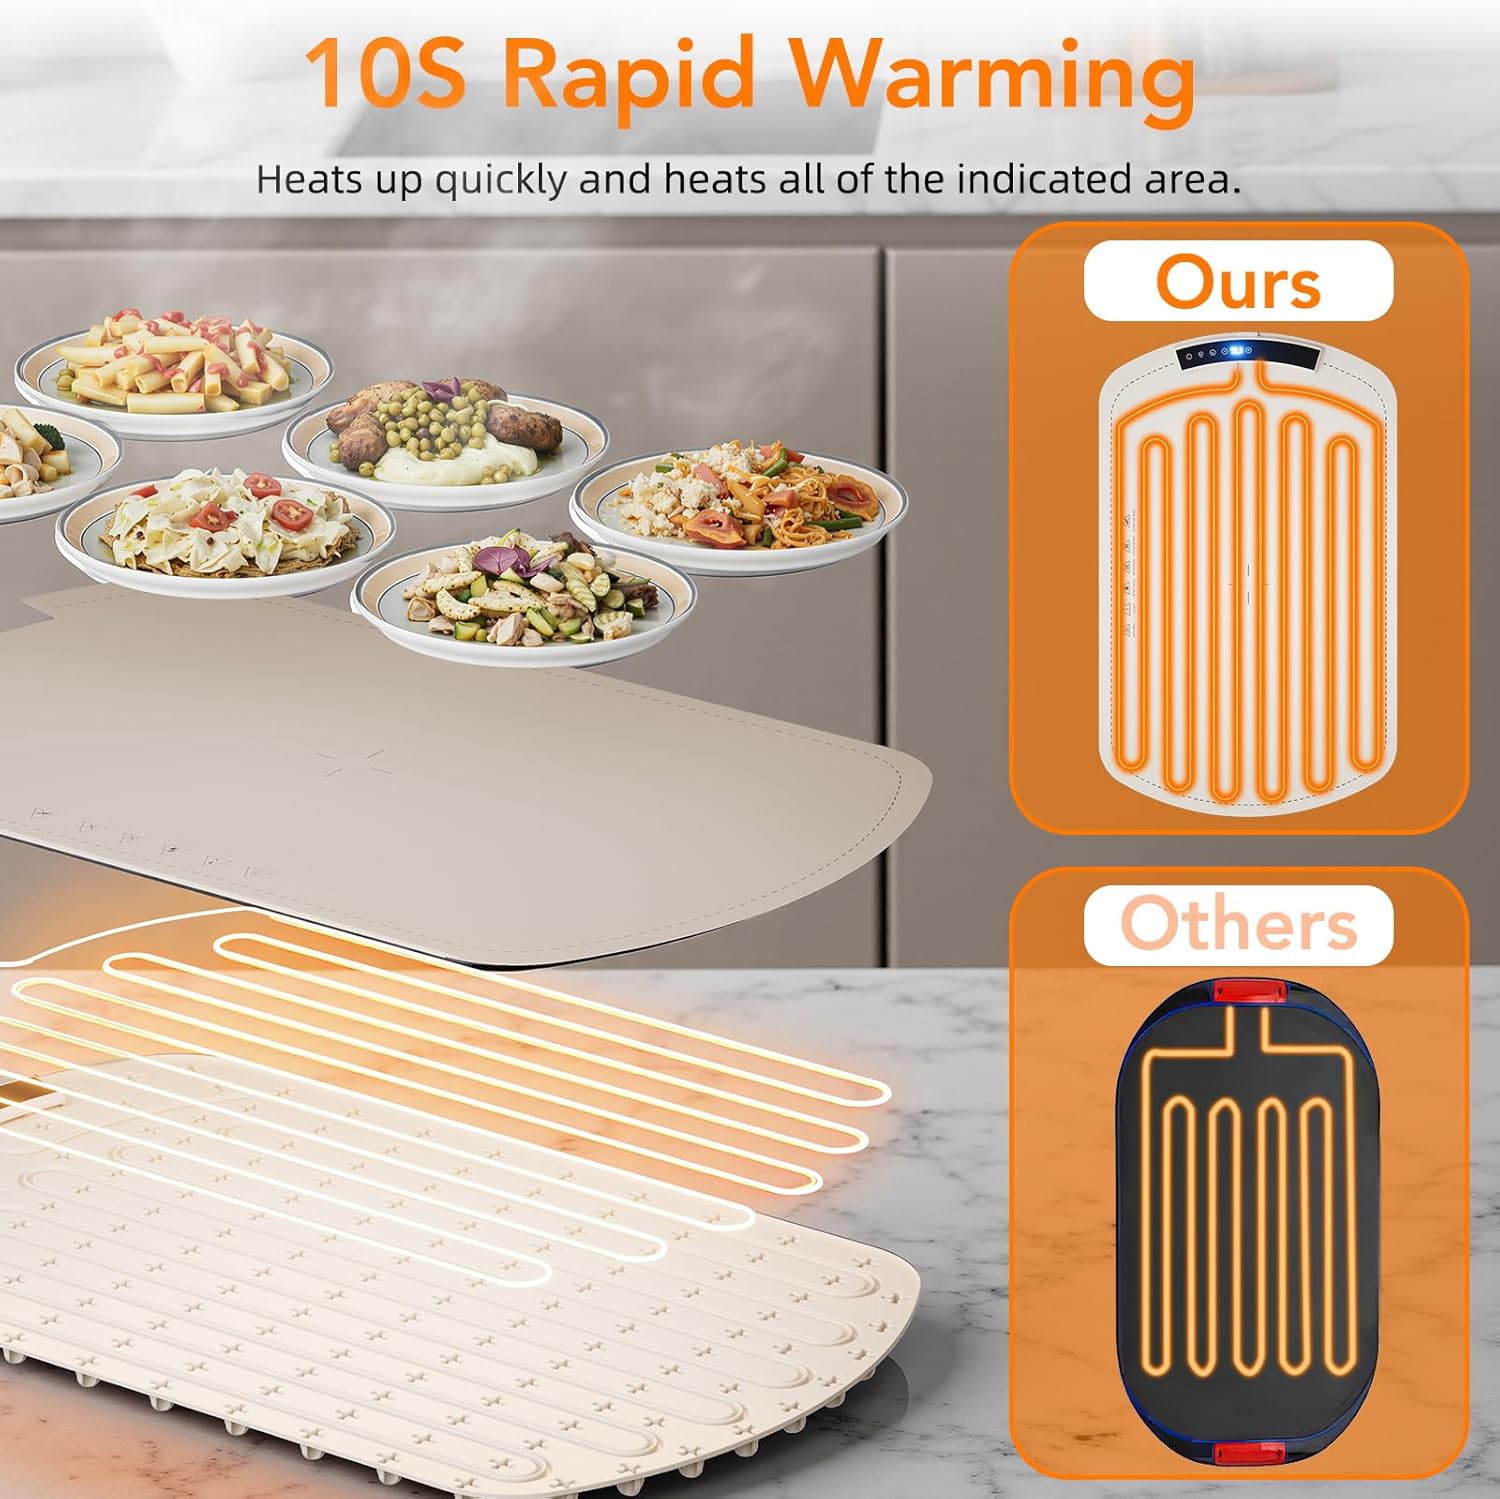 10S Rapid Warming
Heats up quickly and heats all of the indicated area.
Ours
Others